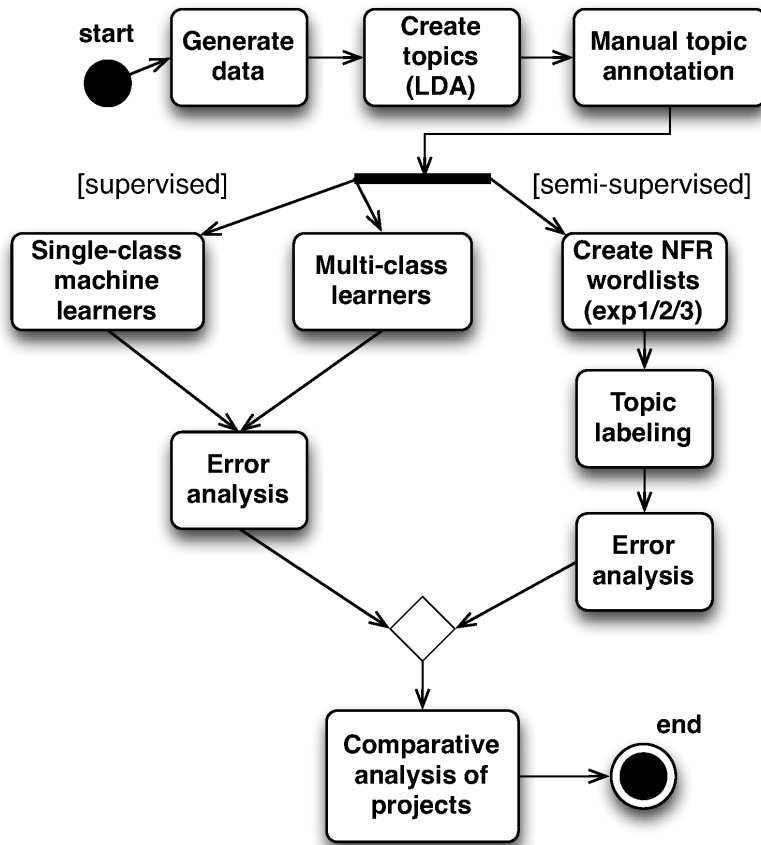 start
Generate
data
Create
topics
(LDA)
Manual topic
annotation
[supervised]
[semi-supervised]
Single-class
machine
learners
Multi-class
learners
Create NFR
wordlists
(exp1/2/3)
Topic
labeling
Error
analysis
Error
analysis
Comparative
analysis of
projects
end